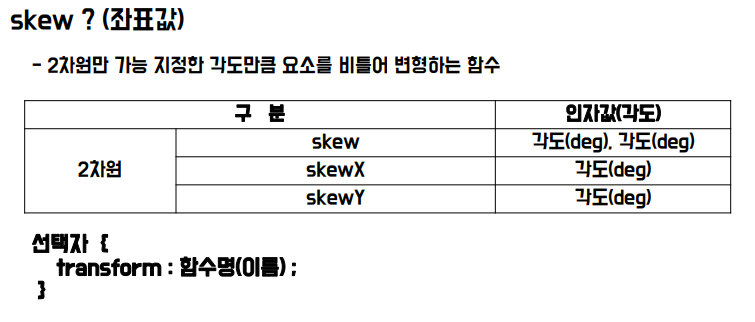 skew ? (좌표값)
- 2차원만 가능 지정한 각도만큼 요소를 비틀어 변형하는 함수
구 분 인자값(각도)
2차원 skew 각도(deg), 각도(deg)
skewX 각도(deg)
skewY 각도(deg)
선택자 {
transform : 함수명(이름) ;
}